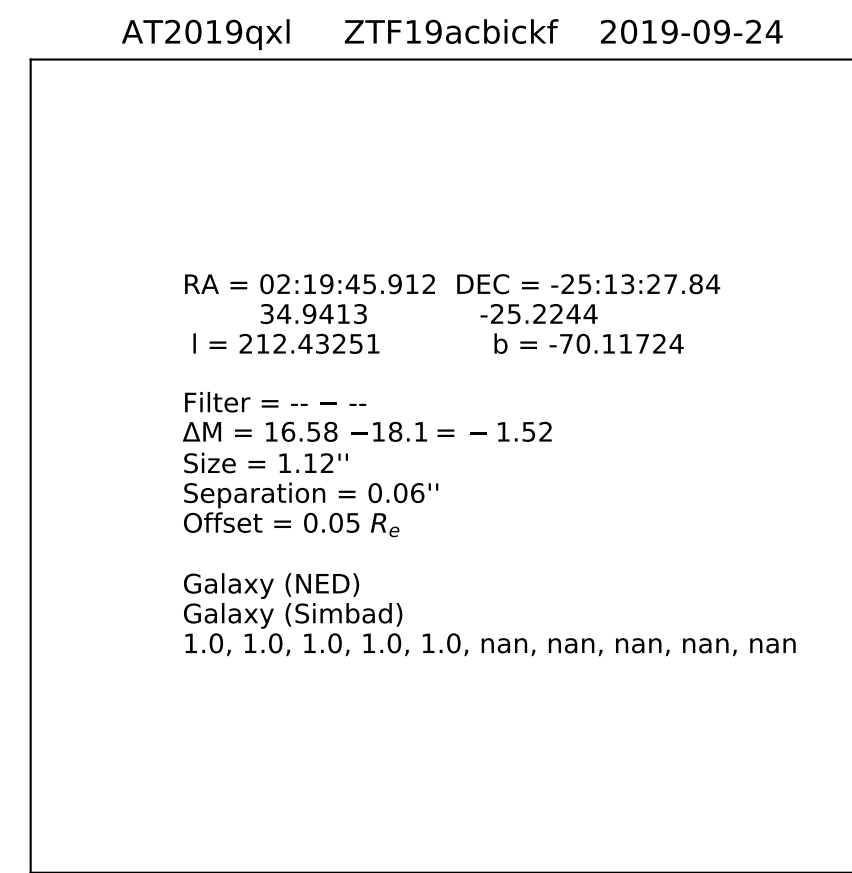 AT2019qxl ZTF19acbickf 2019-09-24
RA = 02:19:45.912 DEC = -25:13:27.84
34.9413 -25.2244
l = 212.43251 b = -70.11724
Filter = -- − --
ΔM = 16.58 −18.1 = − 1.52
Size = 1.12''
Separation = 0.06''
Offset = 0.05 Re
Galaxy (NED)
Galaxy (Simbad)
1.0, 1.0, 1.0, 1.0, 1.0, nan, nan, nan, nan, nan